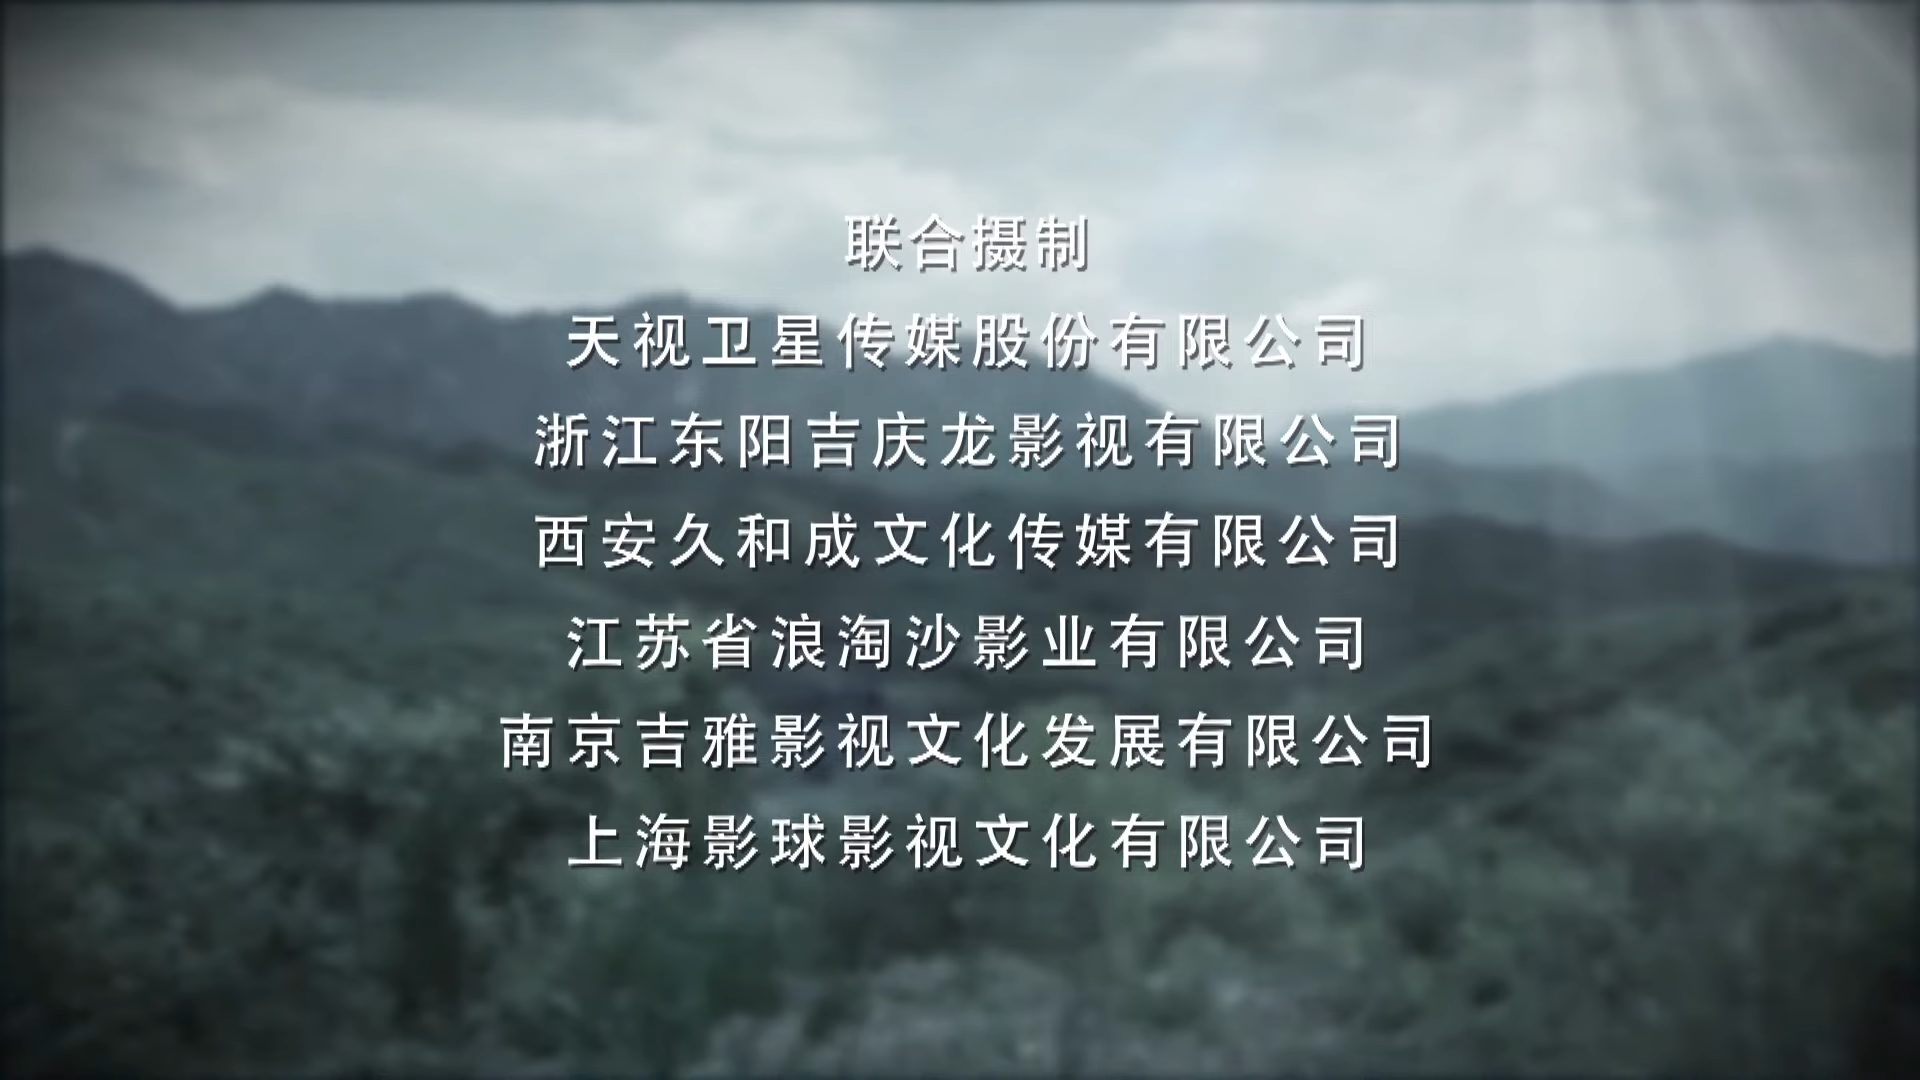 联合摄制
天视卫星传媒股份有限公司
浙江东阳吉庆龙影视有限公司
西安久和成文化传媒有限公司
江苏省浪淘沙影业有限公司
南京吉雅影视文化发展有限公司
上海影球影视文化有限公司